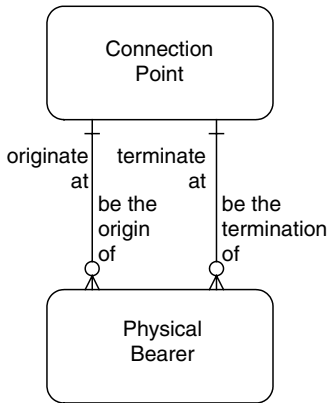 Connection
Point
originate
at
terminate
at
be the
origin
of
be the
termination
of
Physical
Bearer